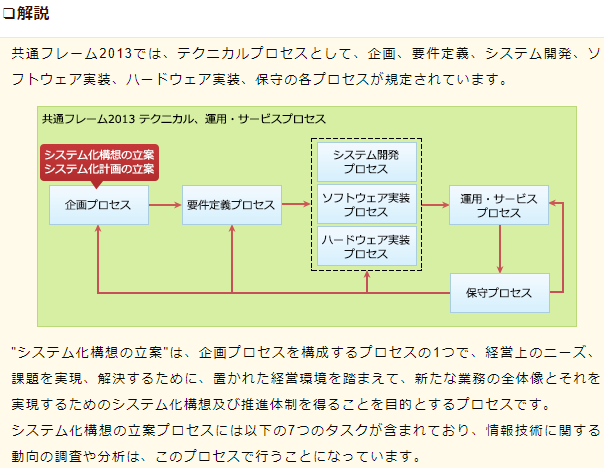 ❏解説
共通フレーム2013では、テクニカルプロセスとして、企画、要件定義、システム開発、ソ
フトウェア実装、ハードウェア実装、保守の各プロセスが規定されています。
共通フレーム2013 テクニカル、運用・サービスプロセス
システム化構想の立案
システム化計画の立案
企画プロセス
要件定義プロセス
システム開発
プロセス
ソフトウェア実装
プロセス
ハードウェア実装
プロセス
運用・サービス
プロセス
保守プロセス
"システム化構想の立案"は、企画プロセスを構成するプロセスの1つで、経営上のニーズ、
課題を実現、解決するために、置かれた経営環境を踏まえて、新たな業務の全体像とそれを
実現するためのシステム化構想及び推進体制を得ることを目的とするプロセスです。
システム化構想の立案プロセスには以下の7つのタスクが含まれており、情報技術に関する
動向の調査や分析は、このプロセスで行うことになっています。